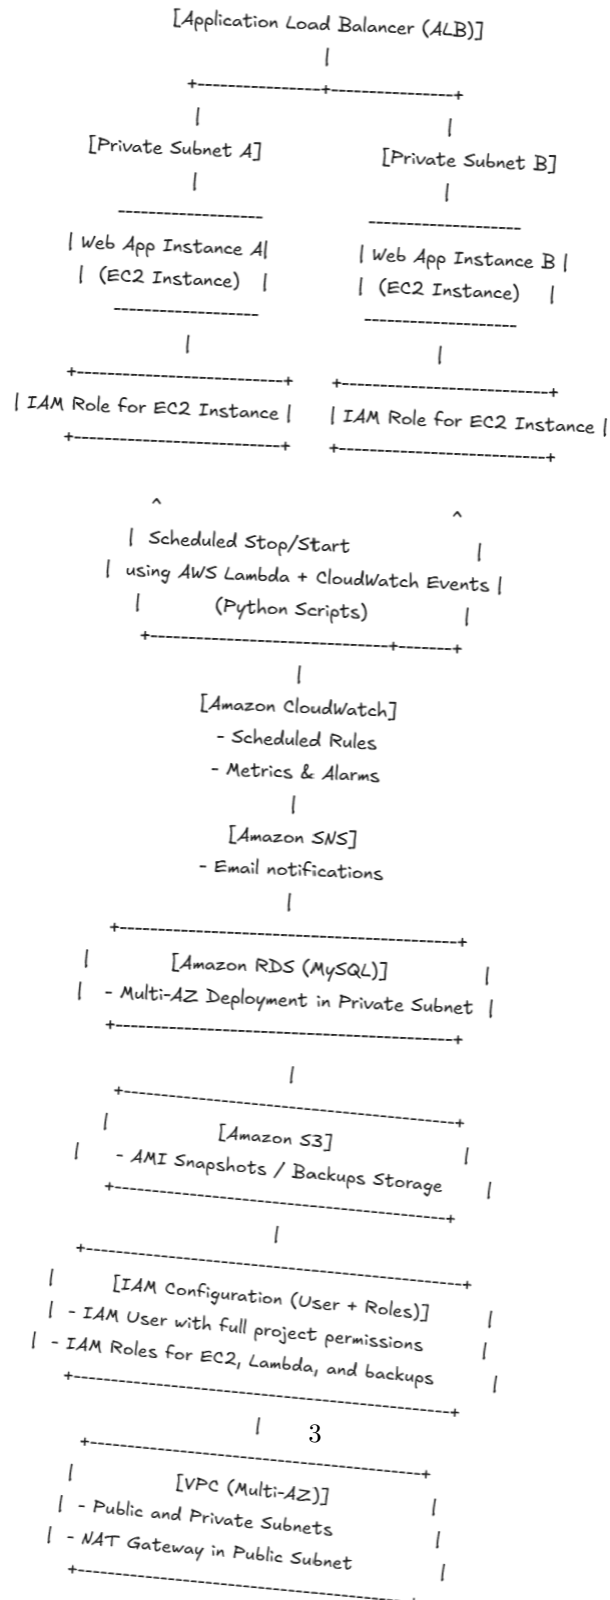 [Application Load Balancer (ALB)]
|
+----------------+----------------+
| |
[Private Subnet A] [Private Subnet B]
| |
------------------- --------------------
| Web App Instance A| | Web App Instance B |
| (EC2 Instance) | | (EC2 Instance) |
------------------- --------------------
| |
+---------------------------+ +---------------------------+
| IAM Role for EC2 Instance | | IAM Role for EC2 Instance |
+---------------------------+ +---------------------------+
^ ^
| Scheduled Stop/Start |
| using AWS Lambda + CloudWatch Events |
| (Python Scripts) |
+-------------------------------+-------+
|
[Amazon CloudWatch]
- Scheduled Rules
- Metrics & Alarms
|
[Amazon SNS]
- Email notifications
|
+--------------------------------------------+
| [Amazon RDS (MySQL)] |
| - Multi-AZ Deployment in Private Subnet |
+--------------------------------------------+
|
+--------------------------------------------+
| [Amazon S3] |
| - AMI Snapshots / Backups Storage |
+--------------------------------------------+
|
+--------------------------------------------------+
| [IAM Configuration (User + Roles)] |
| - IAM User with full project permissions |
| - IAM Roles for EC2, Lambda, and backups |
+--------------------------------------------------+
| 3
+--------------------------------------------+
| [VPC (Multi-AZ)] |
| - Public and Private Subnets |
| - NAT Gateway in Public Subnet |
+--------------------------------------------+